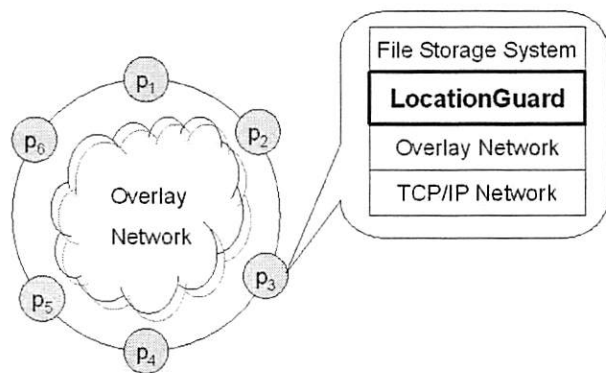 p1
p2
p3
p4
p5
p6
Overlay
Network
File Storage System
LocationGuard
Overlay Network
TCP/IP Network